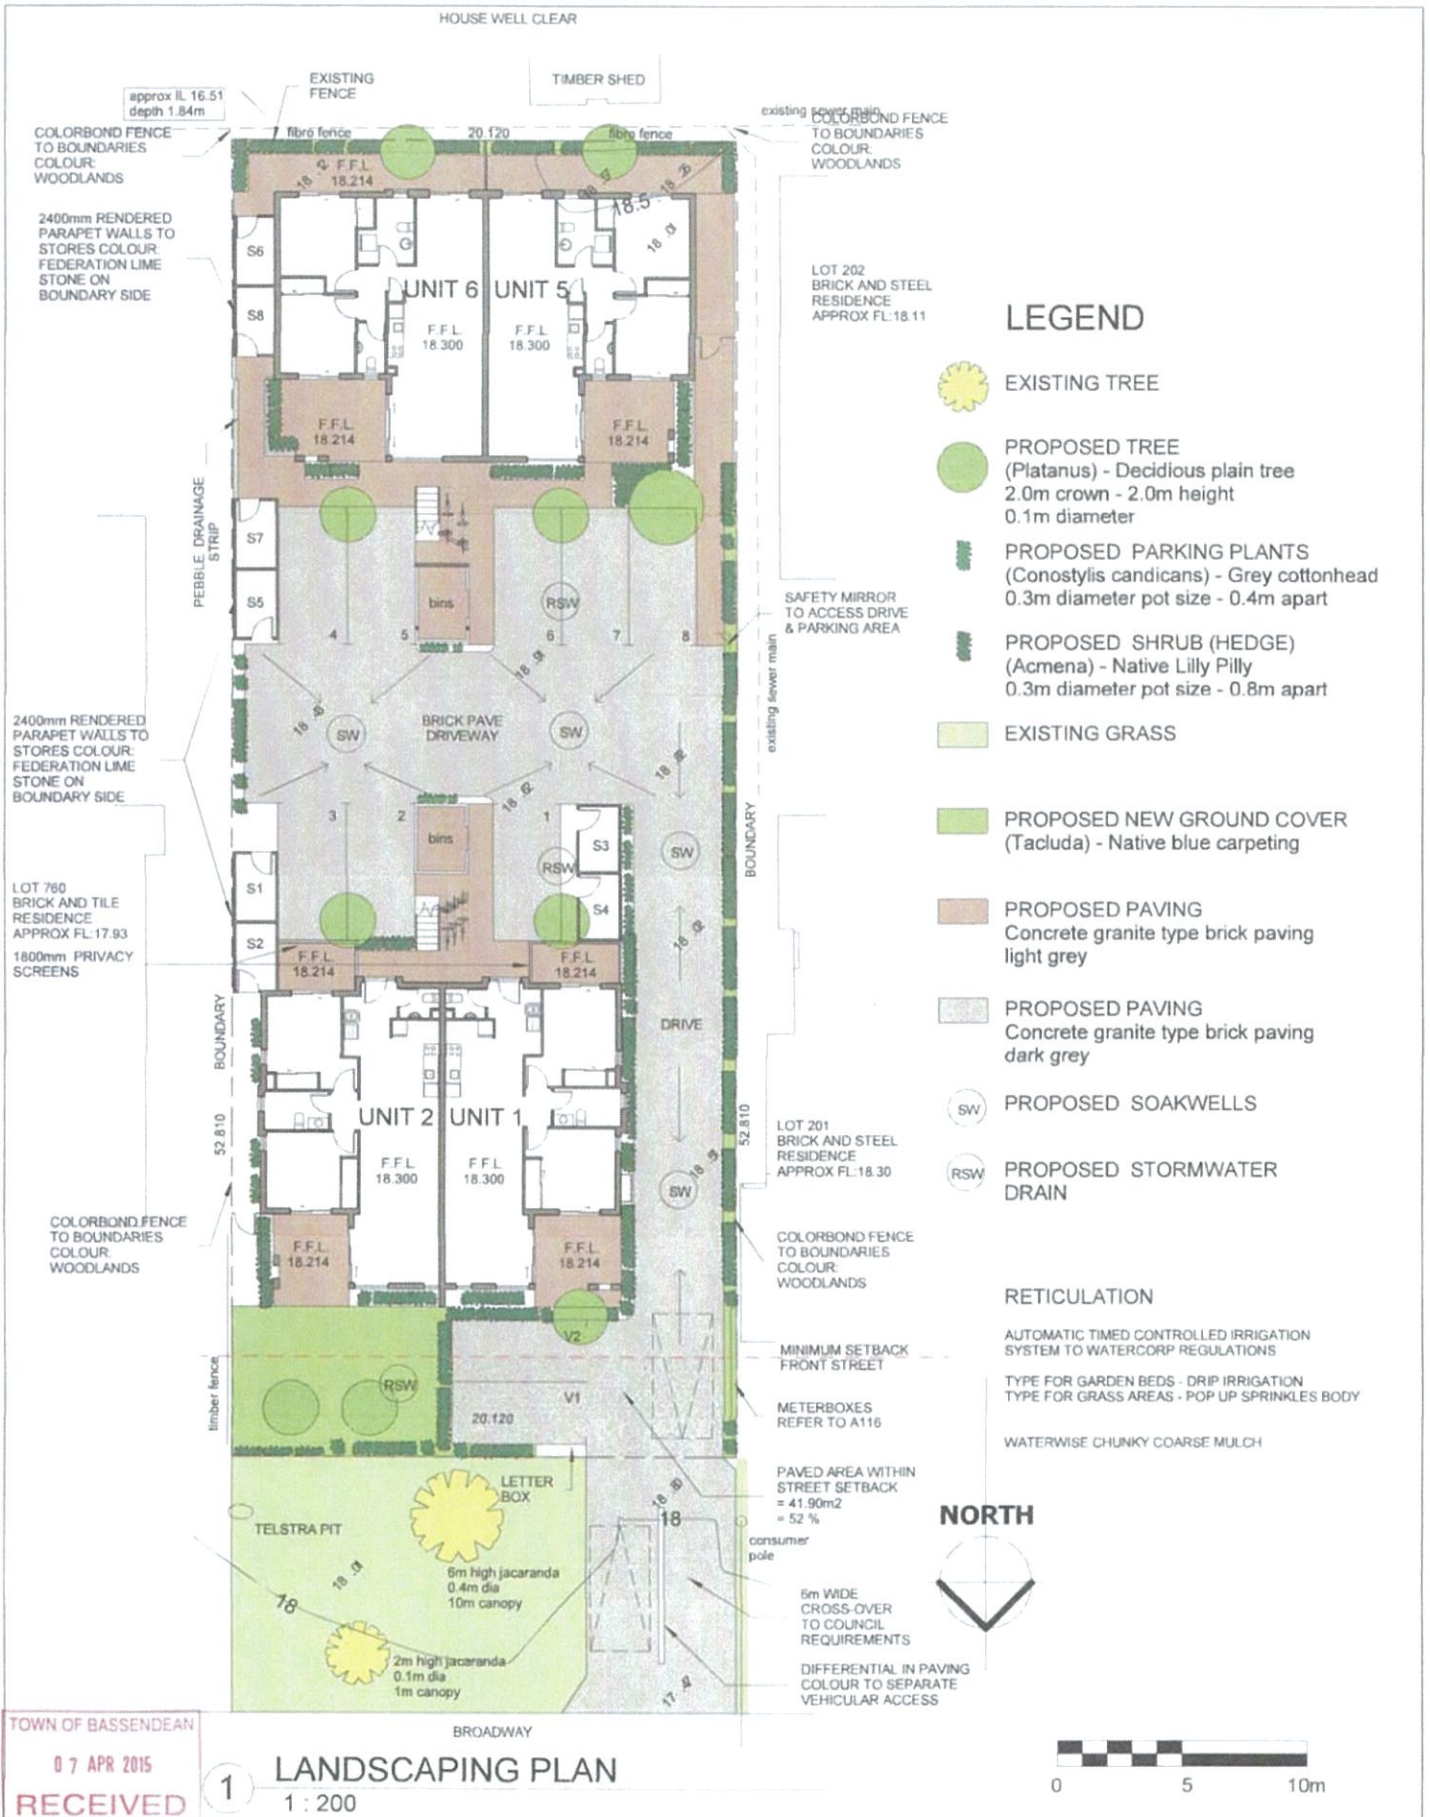 HOUSE WELL CLEAR
TIMBER SHED
EXISTING
FENCE
approx IL 16.51
depth 1.84m
existing sewer main
COLORBOND FENCE
TO BOUNDARIES
COLOUR:
WOODLANDS
COLORBOND FENCE
TO BOUNDARIES
COLOUR:
WOODLANDS
fibro fence
20.120
fibro fence
F.F.L
18.214
18.5
2400mm RENDERED
PARAPET WALLS TO
STORES COLOUR:
FEDERATION LIME
STONE ON
BOUNDARY SIDE
S6
S8
UNIT 6
UNIT 5
F.F.L
18.300
F.F.L
18.300
F.F.L
18.214
F.F.L
18.214
LOT 202
BRICK AND STEEL
RESIDENCE
APPROX FL:18.11
PEBBLE DRAINAGE
STRIP
S7
S5
bins
RSW
4
5
6
7
8
SAFETY MIRROR
TO ACCESS DRIVE
& PARKING AREA
existing sewer main
2400mm RENDERED
PARAPET WALLS TO
STORES COLOUR:
FEDERATION LIME
STONE ON
BOUNDARY SIDE
SW
BRICK PAVE
DRIVEWAY
SW
3
2
1
bins
RSW
S3
S4
SW
BOUNDARY
S1
S2
LOT 760
BRICK AND TILE
RESIDENCE
APPROX FL:17.93
1800mm PRIVACY
SCREENS
F.F.L
18.214
F.F.L
18.214
BOUNDARY
52.810
DRIVE
UNIT 2
UNIT 1
F.F.L
18.300
F.F.L
18.300
52.810
LOT 201
BRICK AND STEEL
RESIDENCE
APPROX FL:18.30
SW
COLORBOND FENCE
TO BOUNDARIES
COLOUR:
WOODLANDS
F.F.L
18.214
F.F.L
18.214
COLORBOND FENCE
TO BOUNDARIES
COLOUR:
WOODLANDS
V2
MINIMUM SETBACK
FRONT STREET
timber fence
RSW
V1
20.120
METERBOXES
REFER TO A116
LETTER
BOX
PAVED AREA WITHIN
STREET SETBACK
= 41.90m2
= 52 %
TELSTRA PIT
18
consumer
pole
6m high jacaranda
0.4m dia
10m canopy
18
6m WIDE
CROSS-OVER
TO COUNCIL
REQUIREMENTS
2m high jacaranda
0.1m dia
1m canopy
DIFFERENTIAL IN PAVING
COLOUR TO SEPARATE
VEHICULAR ACCESS
BROADWAY
LEGEND
EXISTING TREE
PROPOSED TREE
(Platanus) - Decidious plain tree
2.0m crown - 2.0m height
0.1m diameter
PROPOSED PARKING PLANTS
(Conostylis candicans) - Grey cottonhead
0.3m diameter pot size - 0.4m apart
PROPOSED SHRUB (HEDGE)
(Acmena) - Native Lilly Pilly
0.3m diameter pot size - 0.8m apart
EXISTING GRASS
PROPOSED NEW GROUND COVER
(Tacluda) - Native blue carpeting
PROPOSED PAVING
Concrete granite type brick paving
light grey
PROPOSED PAVING
Concrete granite type brick paving
dark grey
SW
PROPOSED SOAKWELLS
RSW
PROPOSED STORMWATER
DRAIN
RETICULATION
AUTOMATIC TIMED CONTROLLED IRRIGATION
SYSTEM TO WATERCORP REGULATIONS
TYPE FOR GARDEN BEDS - DRIP IRRIGATION
TYPE FOR GRASS AREAS - POP UP SPRINKLES BODY
WATERWISE CHUNKY COARSE MULCH
NORTH
0 5 10m
TOWN OF BASSENDEAN
07 APR 2015
RECEIVED
1
LANDSCAPING PLAN
1 : 200